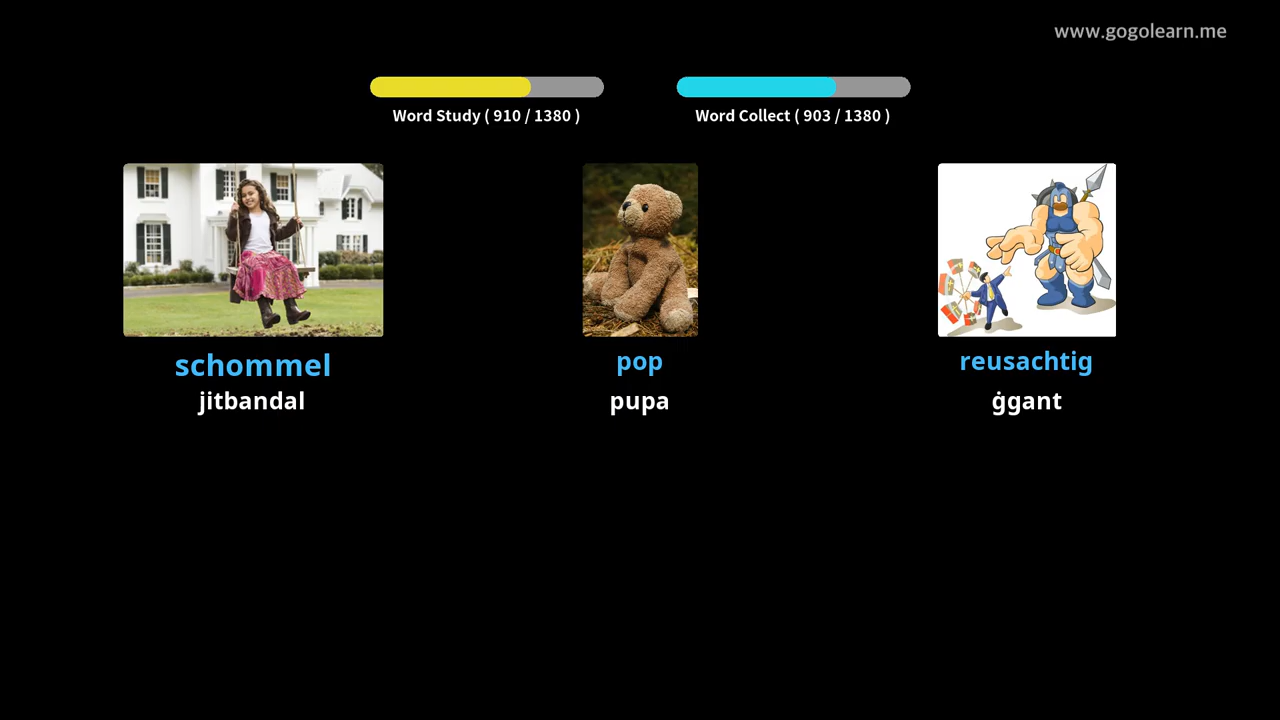 www.gogolearn.me
Word Study ( 910 / 1380 )
Word Collect ( 903 / 1380 )
schommel
pop
reusachtig
jitbandal
pupa
ġgant